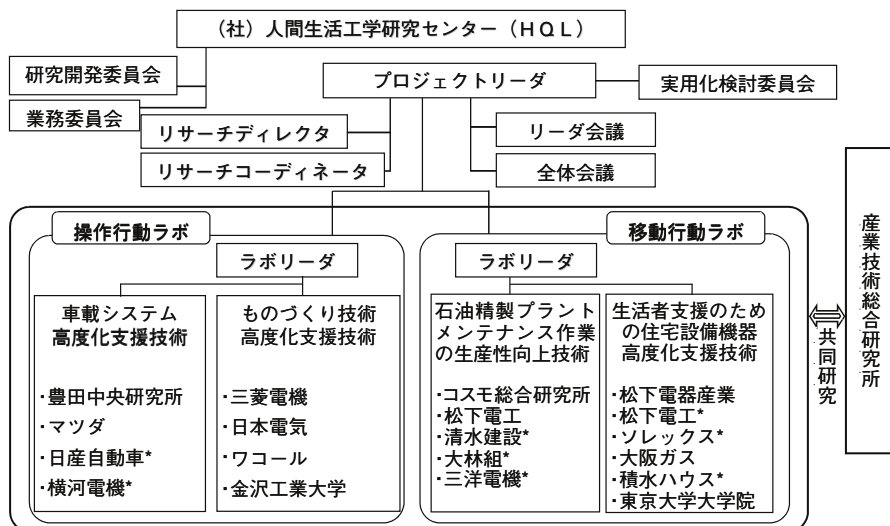 （社）人間生活工学研究センター（ＨＱＬ）
研究開発委員会
業務委員会
プロジェクトリーダ
実用化検討委員会
リサーチディレクタ
リサーチコーディネータ
リーダ会議
全体会議
操作行動ラボ
ラボリーダ
車載システム
高度化支援技術
・豊田中央研究所
・マツダ
・日産自動車*
・横河電機*
ものづくり技術
高度化支援技術
・三菱電機
・日本電気
・ワコール
・金沢工業大学
移動行動ラボ
ラボリーダ
石油精製プラント
メンテナンス作業
の生産性向上技術
・コスモ総合研究所
・松下電工
・清水建設*
・大林組*
・三洋電機*
生活者支援のため
の住宅設備機器
高度化支援技術
・松下電器産業
・松下電工*
・ソレックス*
・大阪ガス
・積水ハウス*
・東京大学大学院
共同研究
産業技術総合研究所